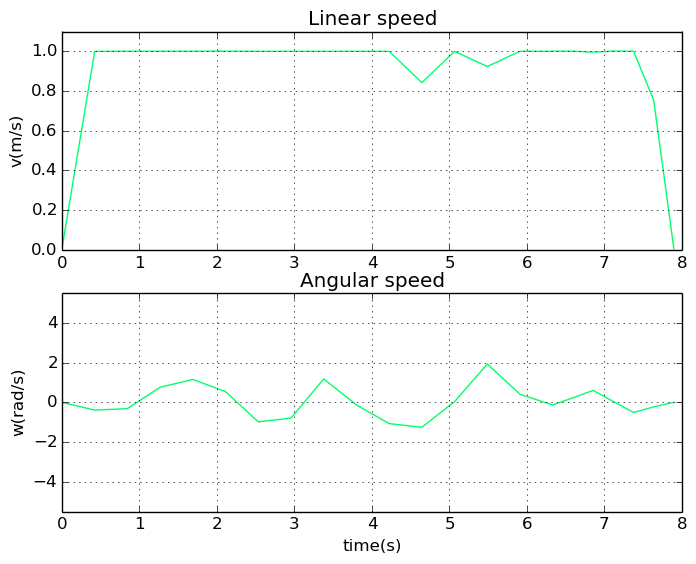 Linear speed
1.0
0.8
0.6
0.4
0.2
0.0
v(m/s)
0 1 2 3 4 5 6 7 8
Angular speed
4
2
0
−2
−4
w(rad/s)
0 1 2 3 4 5 6 7 8
time(s)